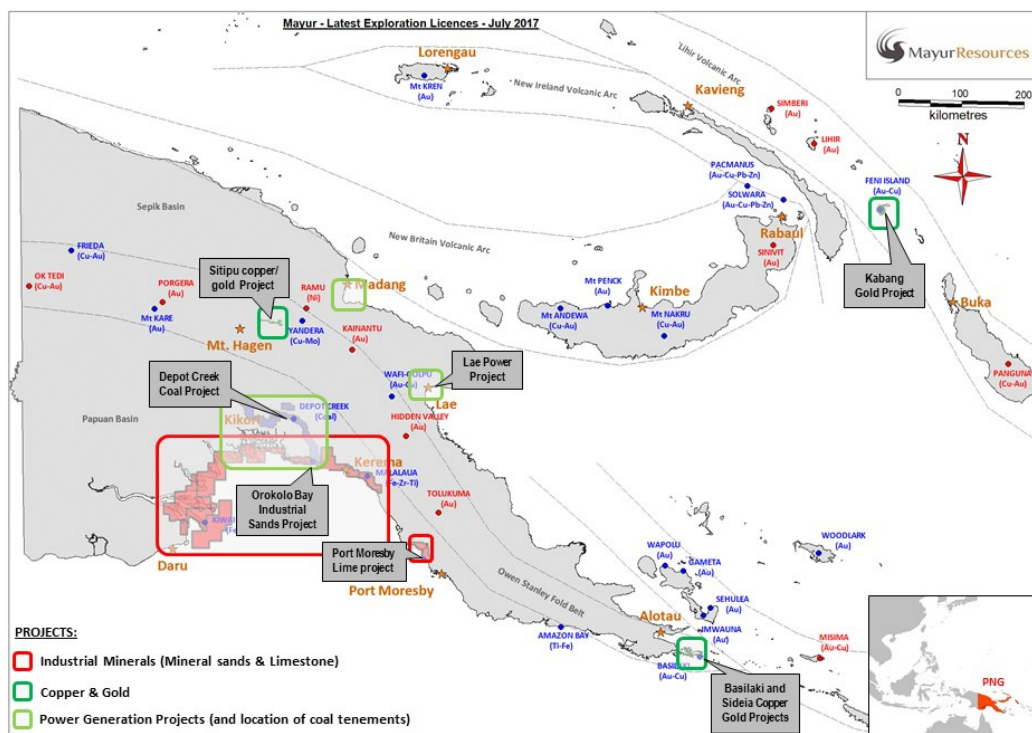 Mayur - Latest Exploration Licences - July 2017
MayurResources
0 50 100 200
kilometres
N
Lorengau
Mt KREN
(Au)
New Ireland Volcanic Arc
Lihir Volcanic Arc
Kavieng
SIMBERI
(Au)
LIHIR
(Au)
PACMANUS
(Au-Cu-Pb-Zn)
SOLWARA
(Au-Cu-Pb-Zn)
FENI ISLAND
(Au-Cu)
Sepik Basin
New Britain Volcanic Arc
Rabaul
SINIVIT
(Au)
Kabang
Gold Project
FRIEDA
(Cu-Au)
OK TEDI
(Cu-Au)
PORGERA
(Au)
Mt KARE
(Au)
Sitipu copper/
gold Project
RAMU
(Ni)
Madang
Mt. Hagen
YANDERA
(Cu-Mo)
KAINANTU
(Au)
Mt PENCK
(Au)
Kimbe
Mt ANDEWA
(Cu-Au)
Mt NAKRU
(Cu-Au)
Buka
PANGUNA
(Cu-Au)
Depot Creek
Coal Project
WAFI-GOLPU
(Au-Cu)
Lae Power
Project
Lae
Papuan Basin
Kikori
DEPOT CREEK
(Coal)
HIDDEN VALLEY
(Au)
Kerema
MALALAUA
(Fe-Zr-Ti)
Orokolo Bay
Industrial
Sands Project
TOLUKUMA
(Au)
Daru
Port Moresby
Lime project
Port Moresby
Owen Stanley Fold Belt
WAPOLU
(Au)
GAMETA
(Au)
WOODLARK
(Au)
SEHULEA
(Au)
IMWAUNA
(Au)
Alotau
AMAZON BAY
(Ti-Fe)
BASILAKI
(Au-Cu)
MISIMA
(Au-Cu)
Basilaki and
Sideia Copper
Gold Projects
PNG
PROJECTS:
Industrial Minerals (Mineral sands & Limestone)
Copper & Gold
Power Generation Projects (and location of coal tenements)